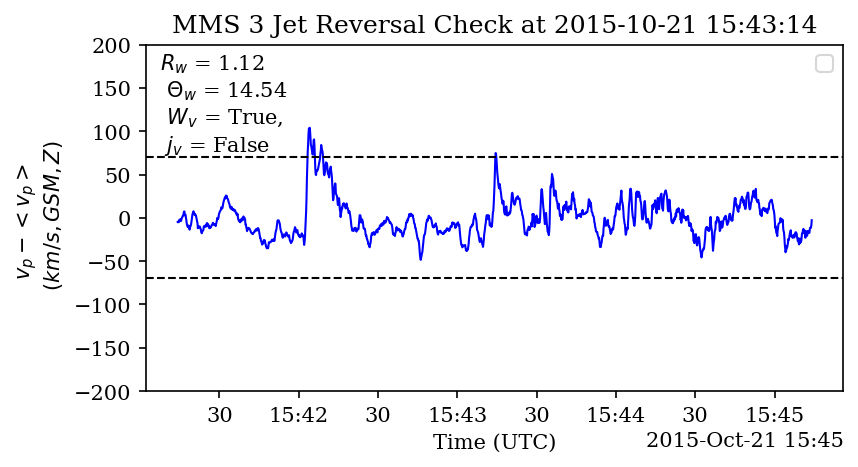 MMS 3 Jet Reversal Check at 2015-10-21 15:43:14
200
150
100
50
0
−50
−100
−150
−200
v_p − < v_p >
(km/s, GSM, Z)
R_w = 1.12
Θ_w = 14.54
W_v = True,
j_v = False
30 15:42 30 15:43 30 15:44 30 15:45
Time (UTC)
2015-Oct-21 15:45